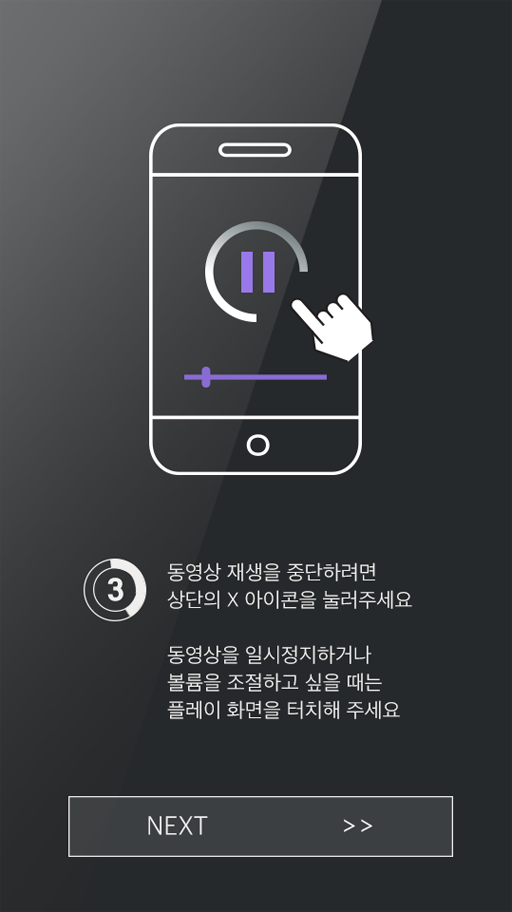 3
동영상 재생을 중단하려면
상단의 X 아이콘을 눌러주세요
동영상을 일시정지하거나
볼륨을 조절하고 싶을 때는
플레이 화면을 터치해 주세요
NEXT >>